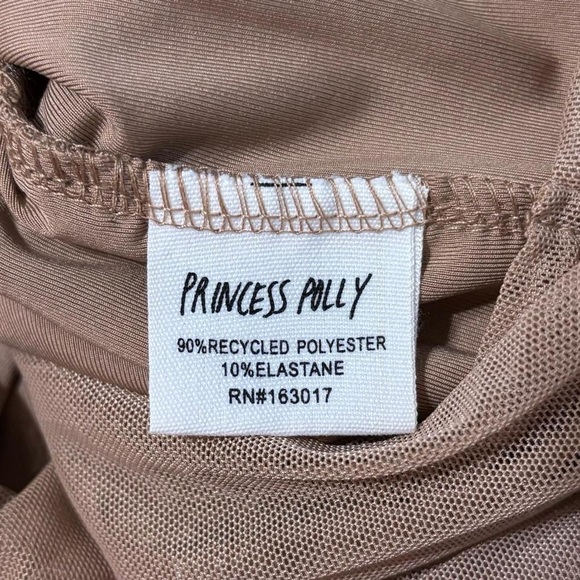 PRINCESS POLLY
90%RECYCLED POLYESTER
10%ELASTANE
RN#163017